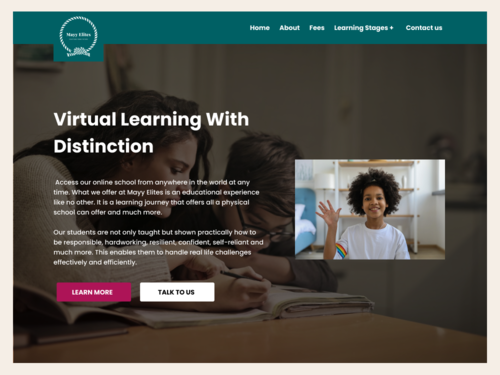 Mayy Elites
Home About Fees Learning Stages + Contact us
Virtual Learning With
Distinction
Access our online school from anywhere in the world at any
time. What we offer at Mayy Elites is an educational experience
like no other. It is a learning journey that offers all a physical
school can offer and much more.
Our students are not only taught but shown practically how to
be responsible, hardworking, resilient, confident, self-reliant and
much more. This enables them to handle real life challenges
effectively and efficiently.
LEARN MORE TALK TO US